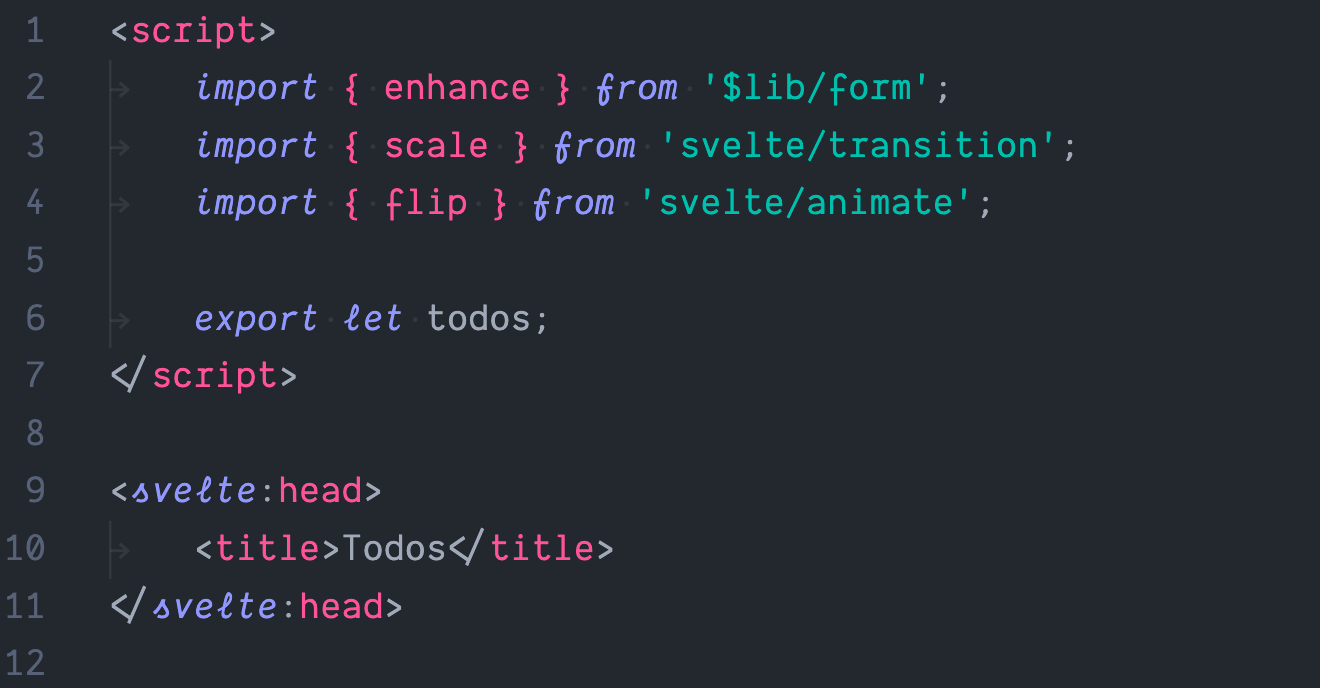 1 <script>
2 import { enhance } from '$lib/form';
3 import { scale } from 'svelte/transition';
4 import { flip } from 'svelte/animate';
5
6 export let todos;
7 </script>
8
9 <svelte:head>
10 <title>Todos</title>
11 </svelte:head>
12